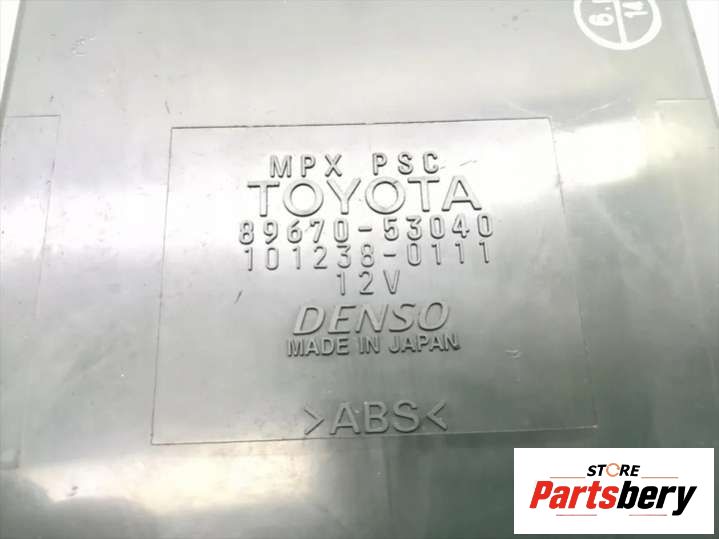 MPX PSC
TOYOTA
89670-53040
101238-0111
12V
DENSO
MADE IN JAPAN
>ABS<
STORE
Partsbery